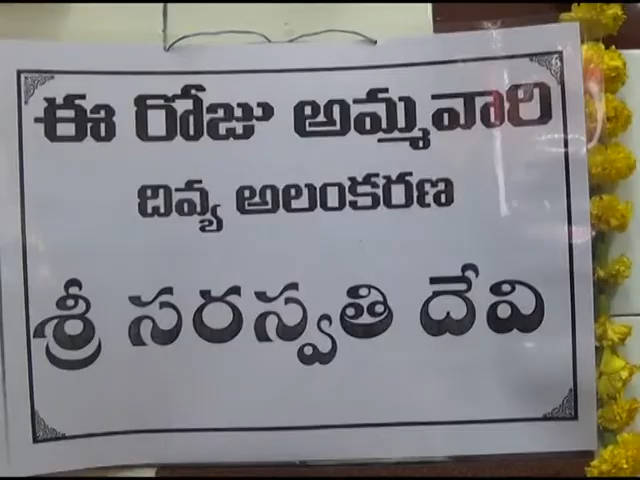 ఈ రోజు అమ్మవారి
దివ్య అలంకరణ
శ్రీ సరస్వతి దేవి